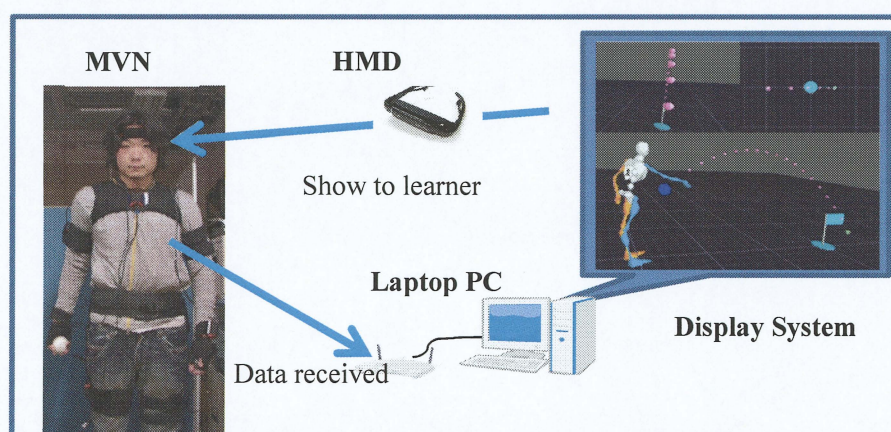 MVN
HMD
Show to learner
Laptop PC
Display System
Data received